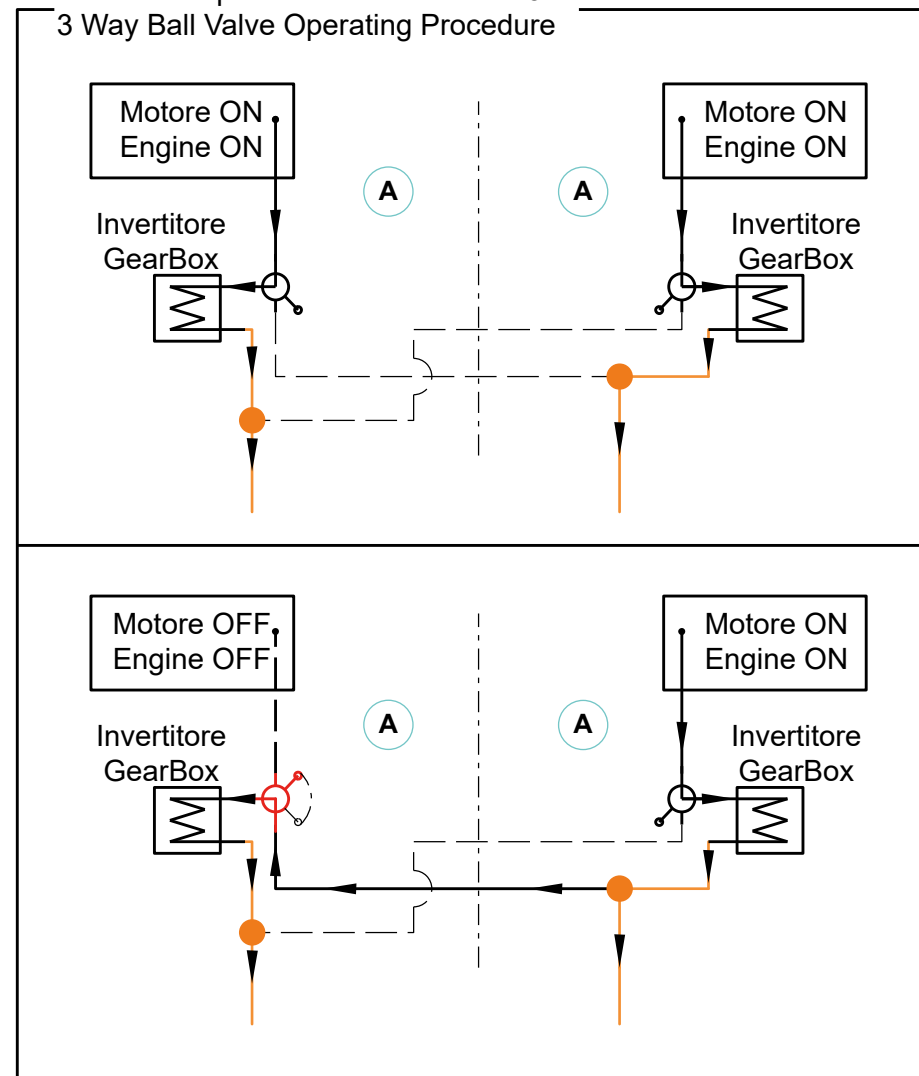 3 Way Ball Valve Operating Procedure
Motore ON
Engine ON
Motore ON
Engine ON
A
A
Invertitore
GearBox
Invertitore
GearBox
Motore OFF
Engine OFF
Motore ON
Engine ON
A
A
Invertitore
GearBox
Invertitore
GearBox